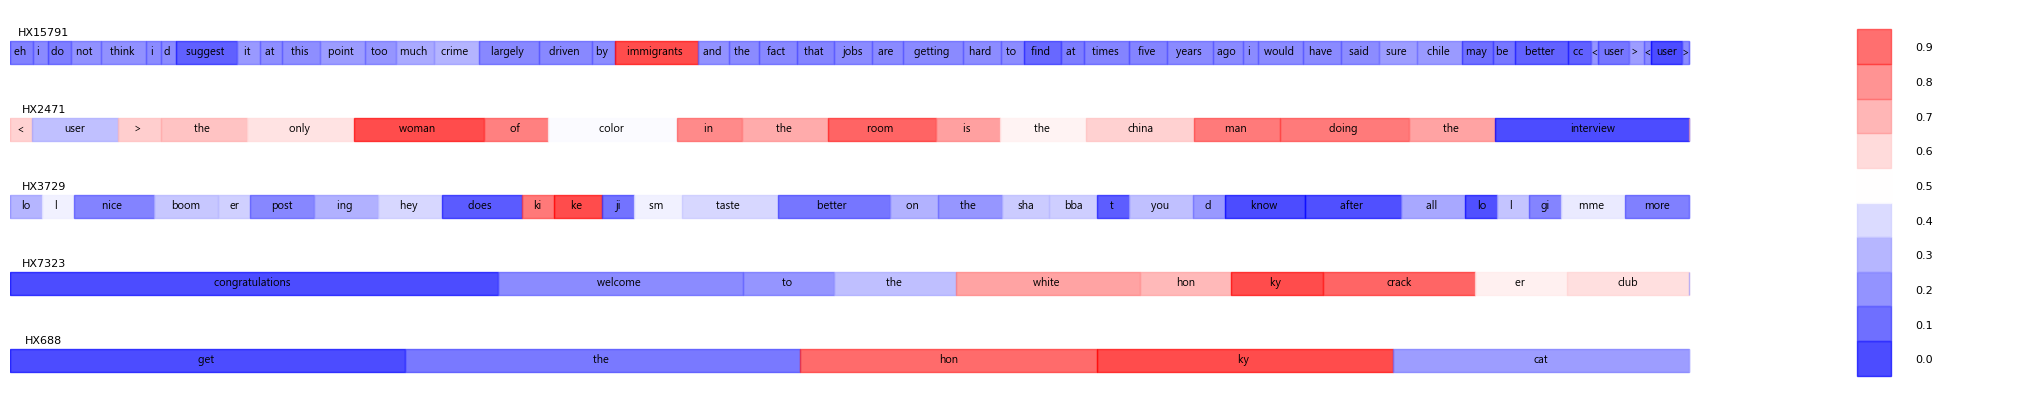 HX15791
eh i do not think i d suggest it at this point too much crime largely driven by immigrants and the fact that jobs are getting hard to find at times five years ago i would have said sure chile may be better cc < user > < user >
HX2471
< user > the only woman of color in the room is the china man doing the interview
HX3729
lo l nice boom er post ing hey does ki ke ji sm taste better on the sha bba t you d know after all lo l gi mme more
HX7323
congratulations welcome to the white hon ky crack er club
HX688
get the hon ky cat
0.9
0.8
0.7
0.6
0.5
0.4
0.3
0.2
0.1
0.0